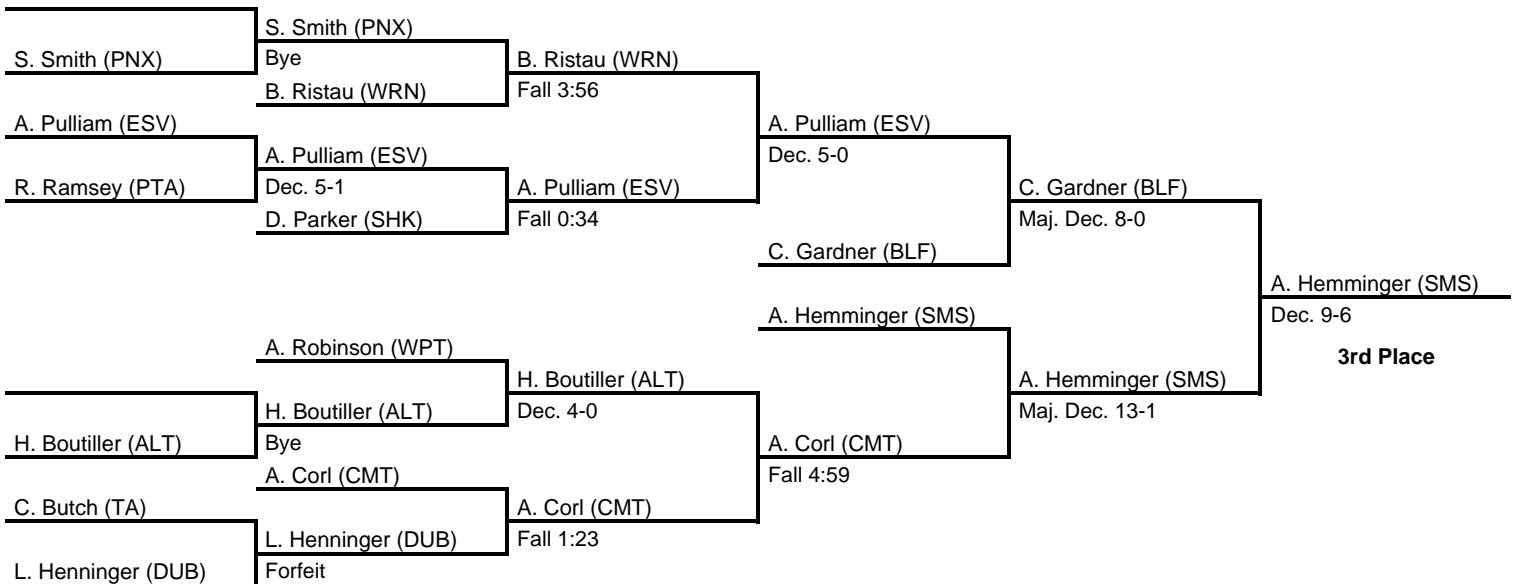 S. Smith (PNX)
S. Smith (PNX)
Bye
B. Ristau (WRN)
B. Ristau (WRN)
Fall 3:56
A. Pulliam (ESV)
A. Pulliam (ESV)
A. Pulliam (ESV)
Dec. 5-0
R. Ramsey (PTA)
Dec. 5-1
A. Pulliam (ESV)
C. Gardner (BLF)
D. Parker (SHK)
Fall 0:34
Maj. Dec. 8-0
C. Gardner (BLF)
A. Hemminger (SMS)
A. Hemminger (SMS)
Dec. 9-6
A. Robinson (WPT)
3rd Place
H. Boutiller (ALT)
A. Hemminger (SMS)
H. Boutiller (ALT)
Dec. 4-0
Maj. Dec. 13-1
H. Boutiller (ALT)
Bye
A. Corl (CMT)
A. Corl (CMT)
Fall 4:59
C. Butch (TA)
A. Corl (CMT)
L. Henninger (DUB)
Fall 1:23
L. Henninger (DUB)
Forfeit